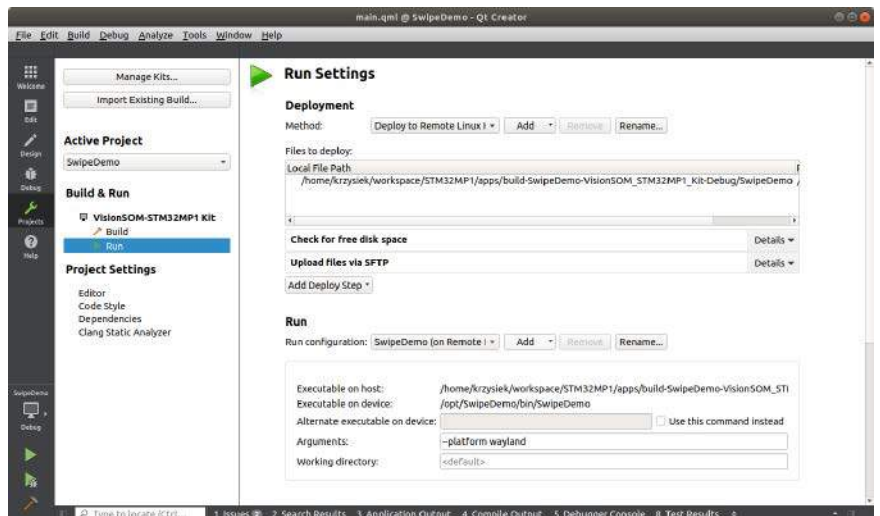 main.qml @ SwipeDemo - Qt Creator
File Edit Build Debug Analyze Tools Window Help
Welcome
Edit
Design
Debug
Projects
Help
SwipeDemo
Debug
Manage Kits...
Import Existing Build...
Active Project
SwipeDemo
Build & Run
VisionSOM-STM32MP1 Kit
Build
Run
Project Settings
Editor
Code Style
Dependencies
Clang Static Analyzer
Run Settings
Deployment
Method: Deploy to Remote Linux Add Remove Rename...
Files to deploy:
Local File Path
/home/krzysiek/workspace/STM32MP1/apps/build-SwipeDemo-VisionSOM_STM32MP1_Kit-Debug/SwipeDemo /
Check for free disk space Details
Upload files via SFTP Details
Add Deploy Step
Run
Run configuration: SwipeDemo (on Remote Add Remove Rename...
Executable on host: /home/krzysiek/workspace/STM32MP1/apps/build-SwipeDemo-VisionSOM_STI
Executable on device: /opt/SwipeDemo/bin/SwipeDemo
Alternate executable on device: Use this command instead
Arguments: --platform wayland
Working directory: <default>
Type to locate (Ctrl... 1 Issues 2 2 Search Results 3 Application Output 4 Compile Output 5 Debugger Console 8 Test Results